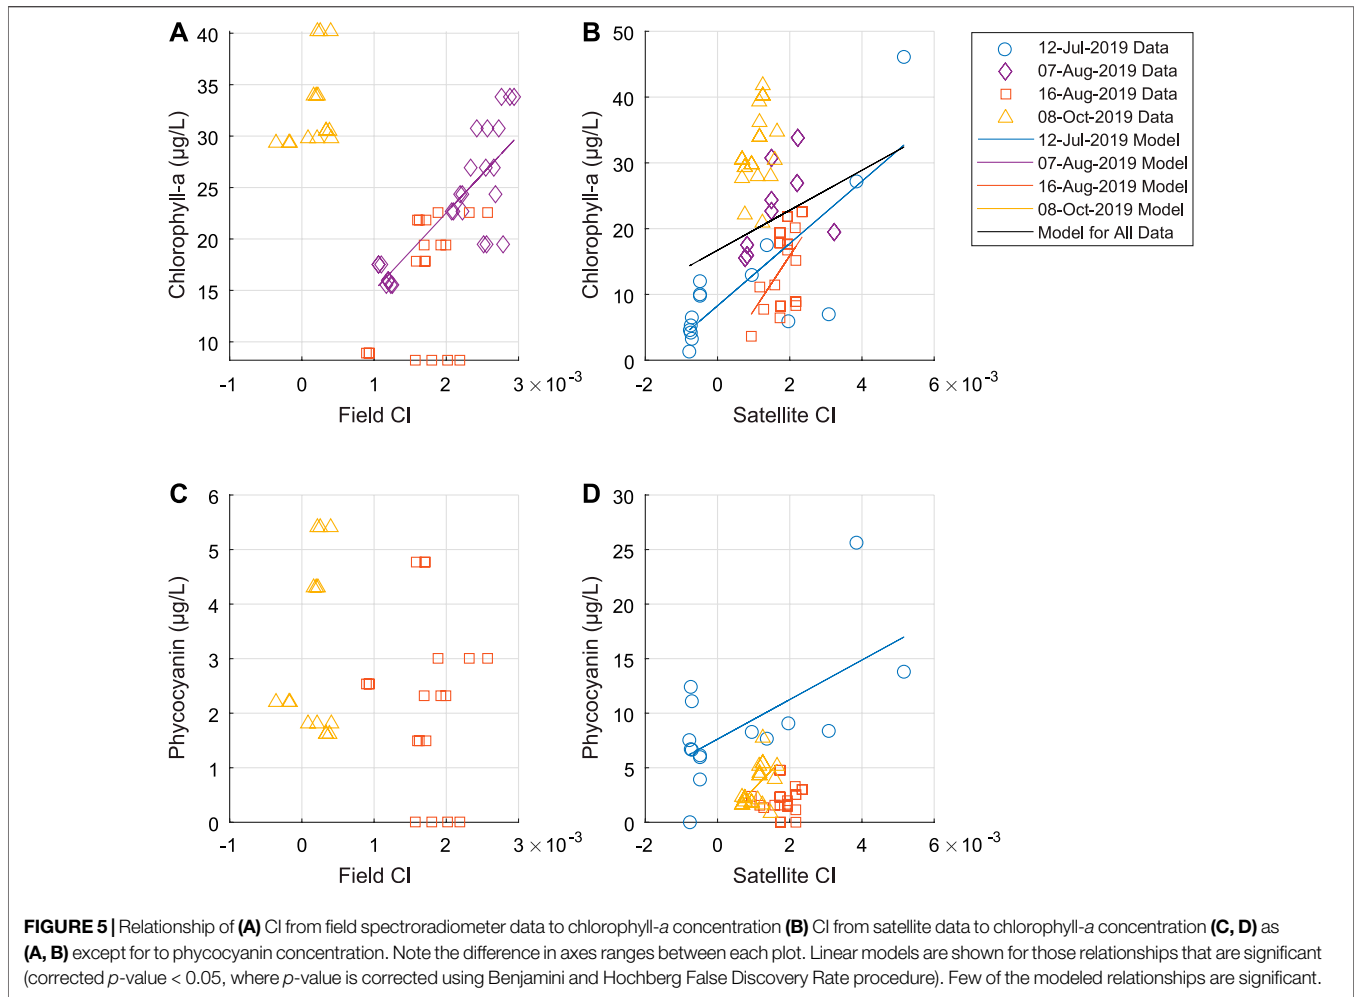 A
40
35
30
25
20
15
10
Chlorophyll-a (µg/L)
-1 0 1 2 3 × 10⁻³
Field CI
B
50
40
30
20
10
0
Chlorophyll-a (µg/L)
-2 0 2 4 6 × 10⁻³
Satellite CI
12-Jul-2019 Data
07-Aug-2019 Data
16-Aug-2019 Data
08-Oct-2019 Data
12-Jul-2019 Model
07-Aug-2019 Model
16-Aug-2019 Model
08-Oct-2019 Model
Model for All Data
C
6
5
4
3
2
1
0
Phycocyanin (µg/L)
-1 0 1 2 3 × 10⁻³
Field CI
D
30
25
20
15
10
5
0
Phycocyanin (µg/L)
-2 0 2 4 6 × 10⁻³
Satellite CI
FIGURE 5 | Relationship of (A) CI from field spectroradiometer data to chlorophyll-a concentration (B) CI from satellite data to chlorophyll-a concentration (C, D) as
(A, B) except for to phycocyanin concentration. Note the difference in axes ranges between each plot. Linear models are shown for those relationships that are significant
(corrected p-value < 0.05, where p-value is corrected using Benjamini and Hochberg False Discovery Rate procedure). Few of the modeled relationships are significant.